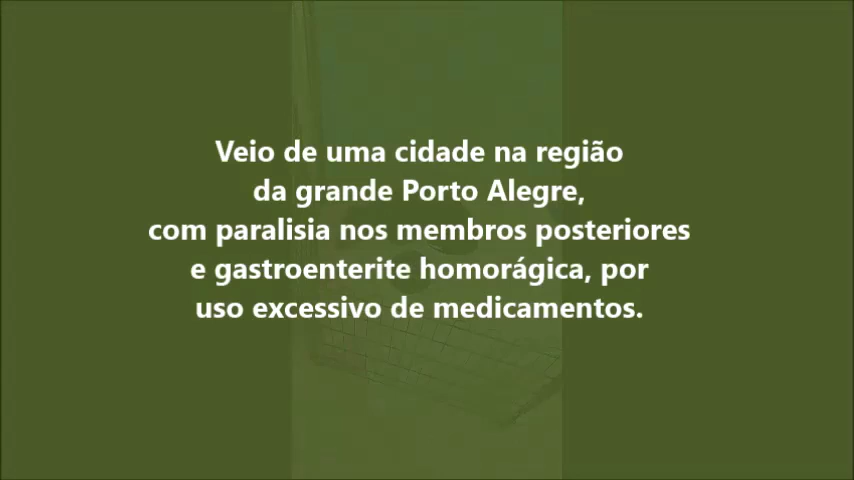 Veio de uma cidade na região
da grande Porto Alegre,
com paralisia nos membros posteriores
e gastroenterite homorágica, por
uso excessivo de medicamentos.